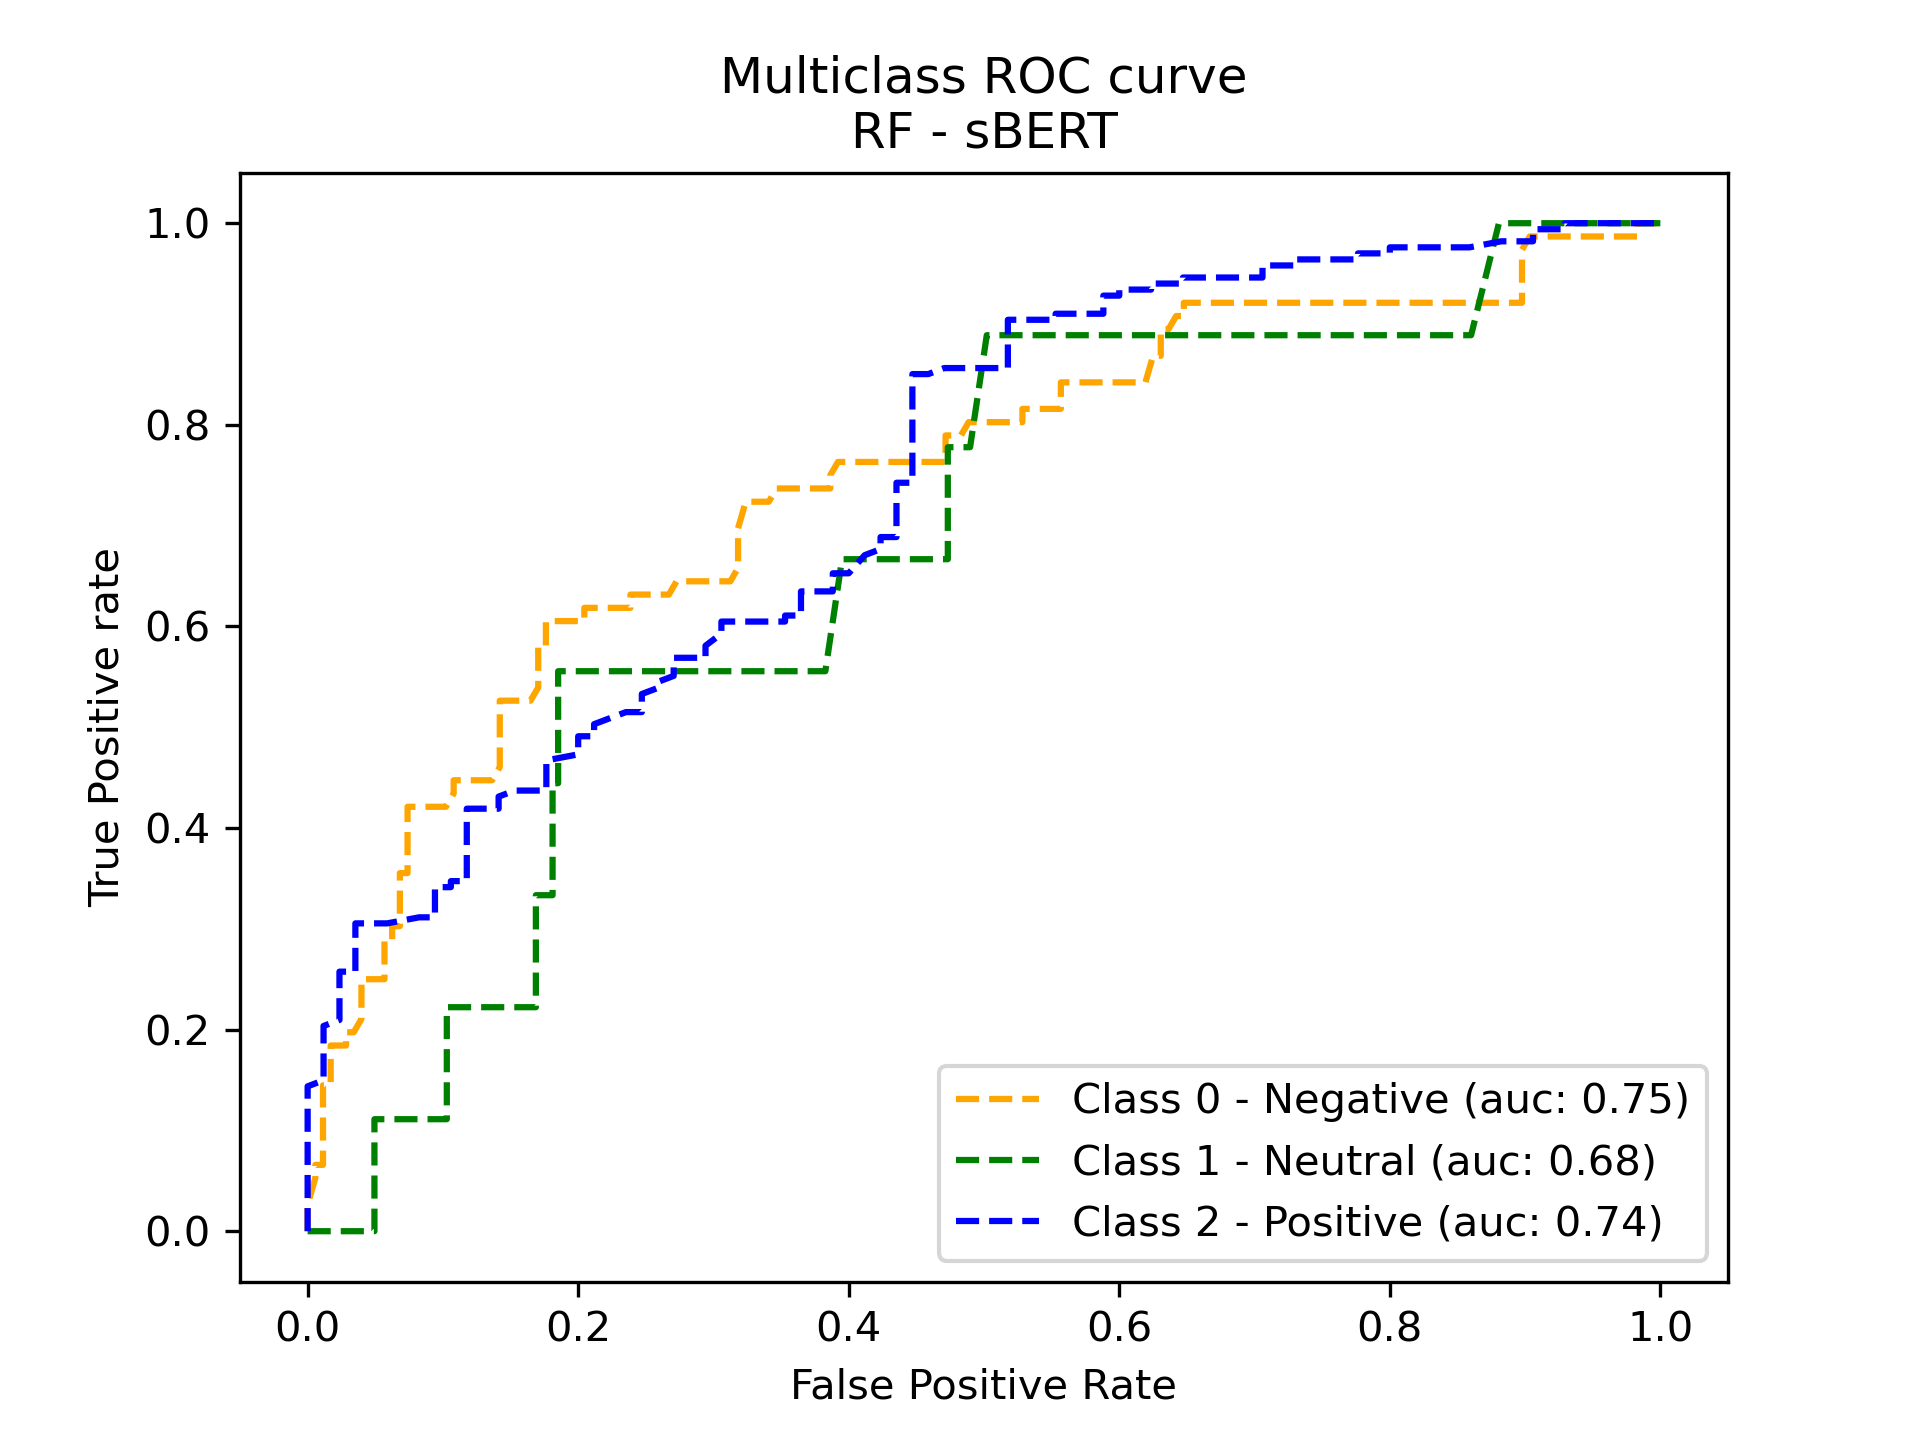 Multiclass ROC curve
RF - sBERT
True Positive rate
1.0
0.8
0.6
0.4
0.2
0.0
Class 0 - Negative (auc: 0.75)
Class 1 - Neutral (auc: 0.68)
Class 2 - Positive (auc: 0.74)
0.0 0.2 0.4 0.6 0.8 1.0
False Positive Rate